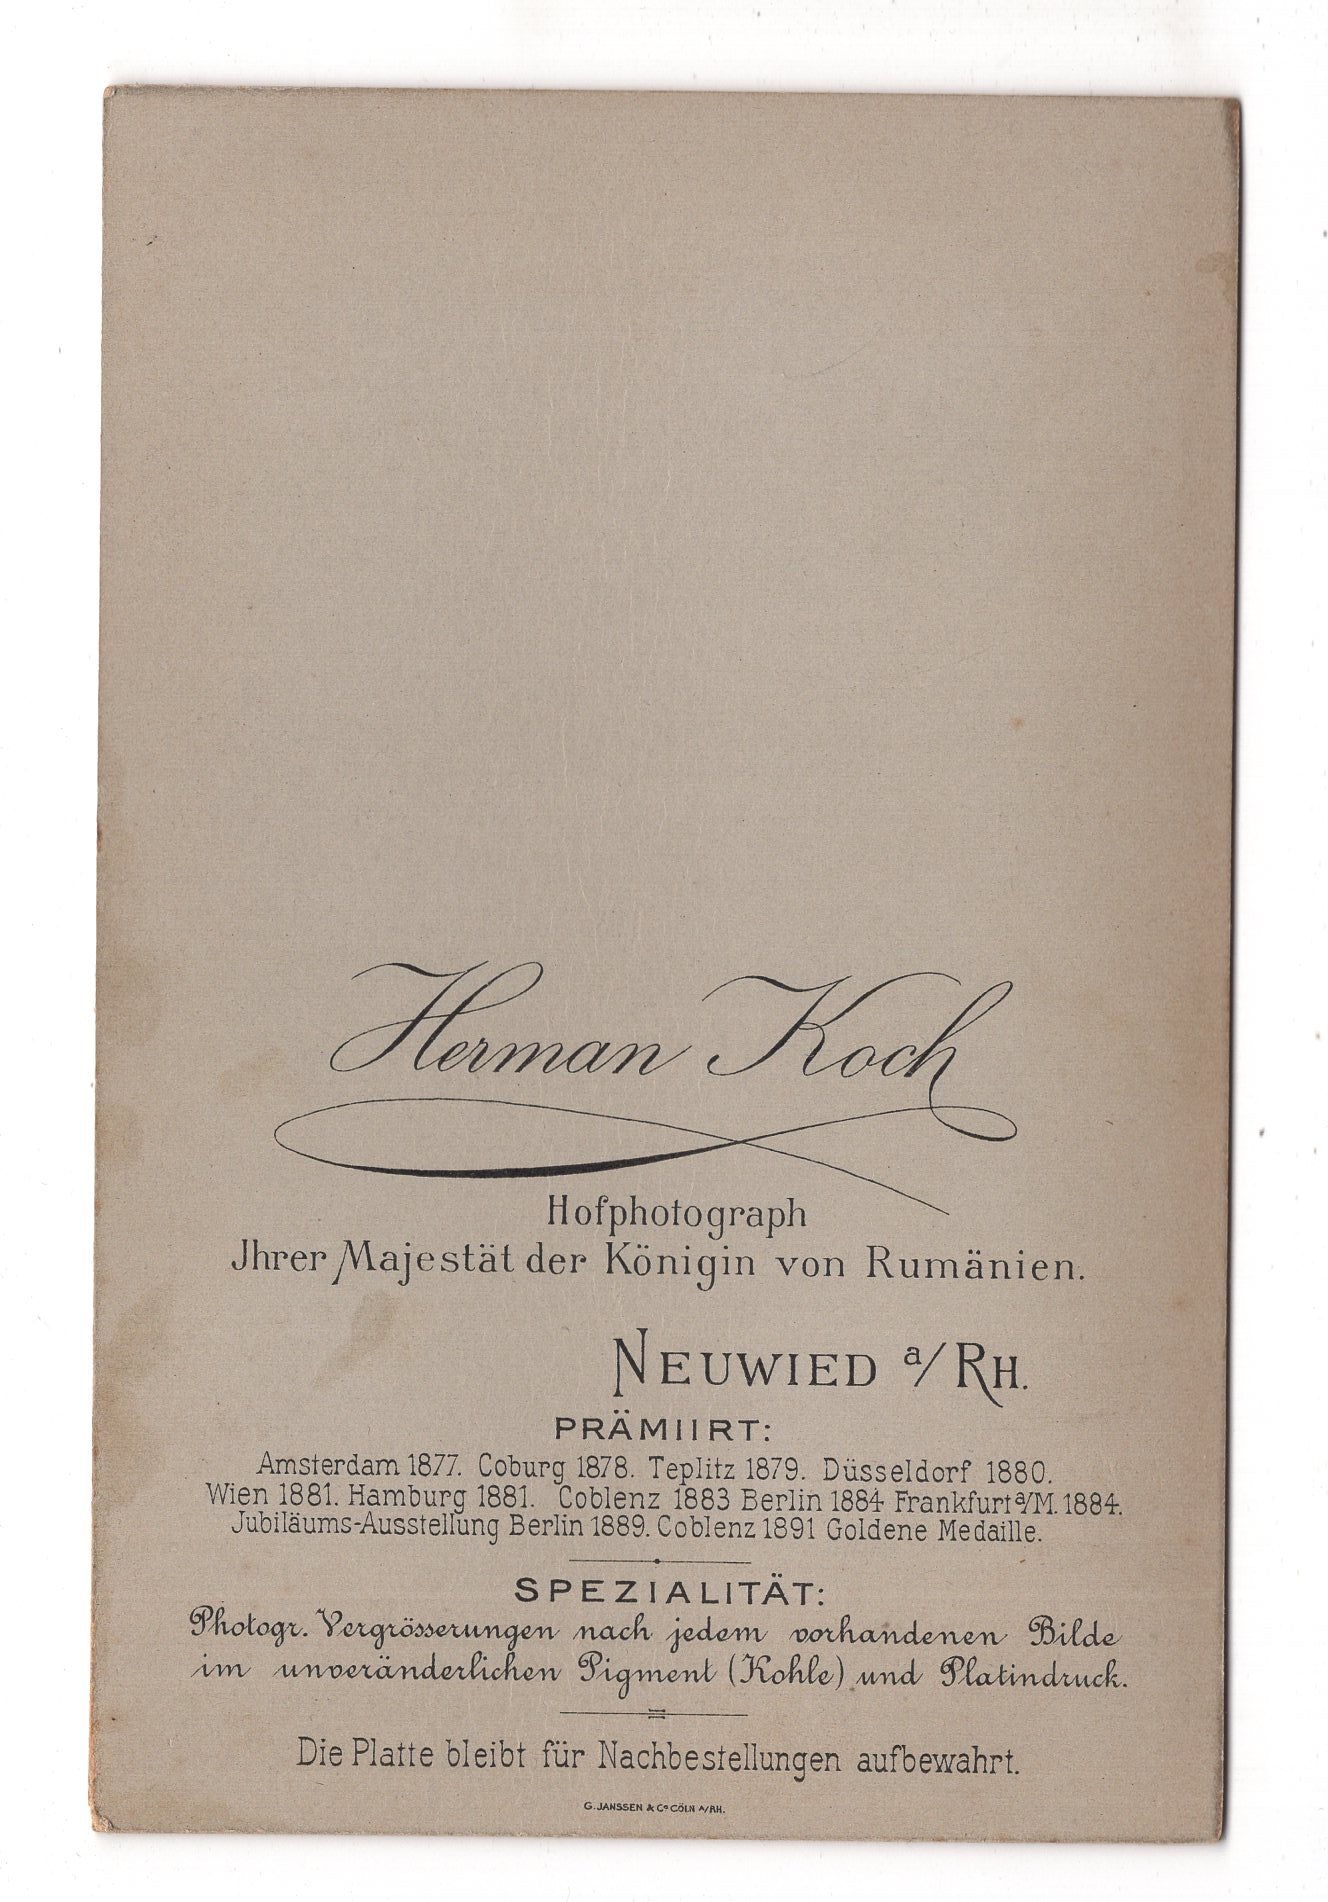 Herman Koch
Hofphotograph
Jhrer Majestät der Königin von Rumänien.
NEUWIED a/RH.
PRÄMIIRT:
Amsterdam 1877. Coburg 1878. Teplitz 1879. Düsseldorf 1880.
Wien 1881. Hamburg 1881. Coblenz 1883 Berlin 1884 Frankfurt a/M. 1884.
Jubiläums-Ausstellung Berlin 1889. Coblenz 1891 Goldene Medaille.
SPEZIALITÄT:
Photogr. Vergrösserungen nach jedem vorhandenen Bilde
im unveränderlichen Pigment (Kohle) und Platindruck.
Die Platte bleibt für Nachbestellungen aufbewahrt.
G. JANSSEN & Co CÖLN A/RH.